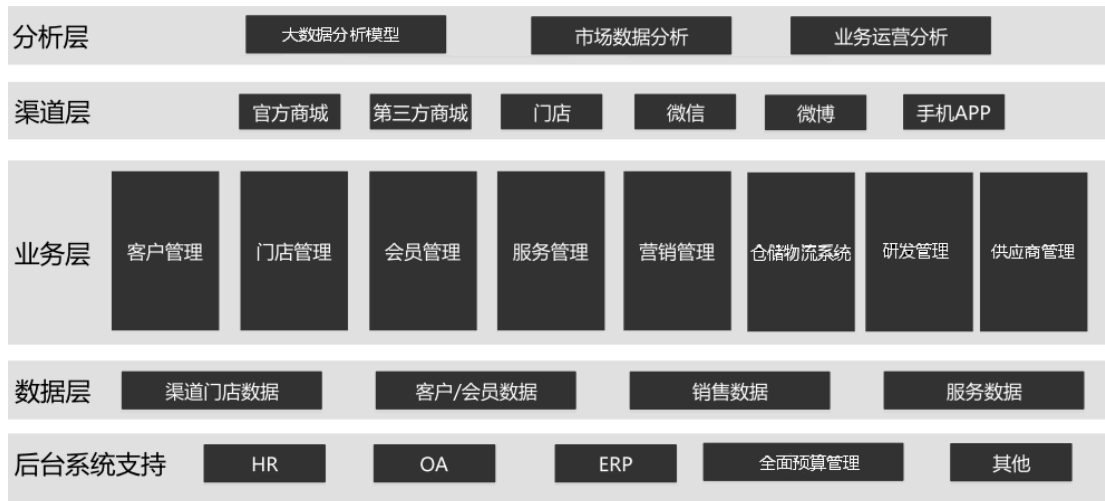 分析层
大数据分析模型
市场数据分析
业务运营分析
渠道层
官方商城
第三方商城
门店
微信
微博
手机APP
业务层
客户管理
门店管理
会员管理
服务管理
营销管理
仓储物流系统
研发管理
供应商管理
数据层
渠道门店数据
客户/会员数据
销售数据
服务数据
后台系统支持
HR
OA
ERP
全面预算管理
其他